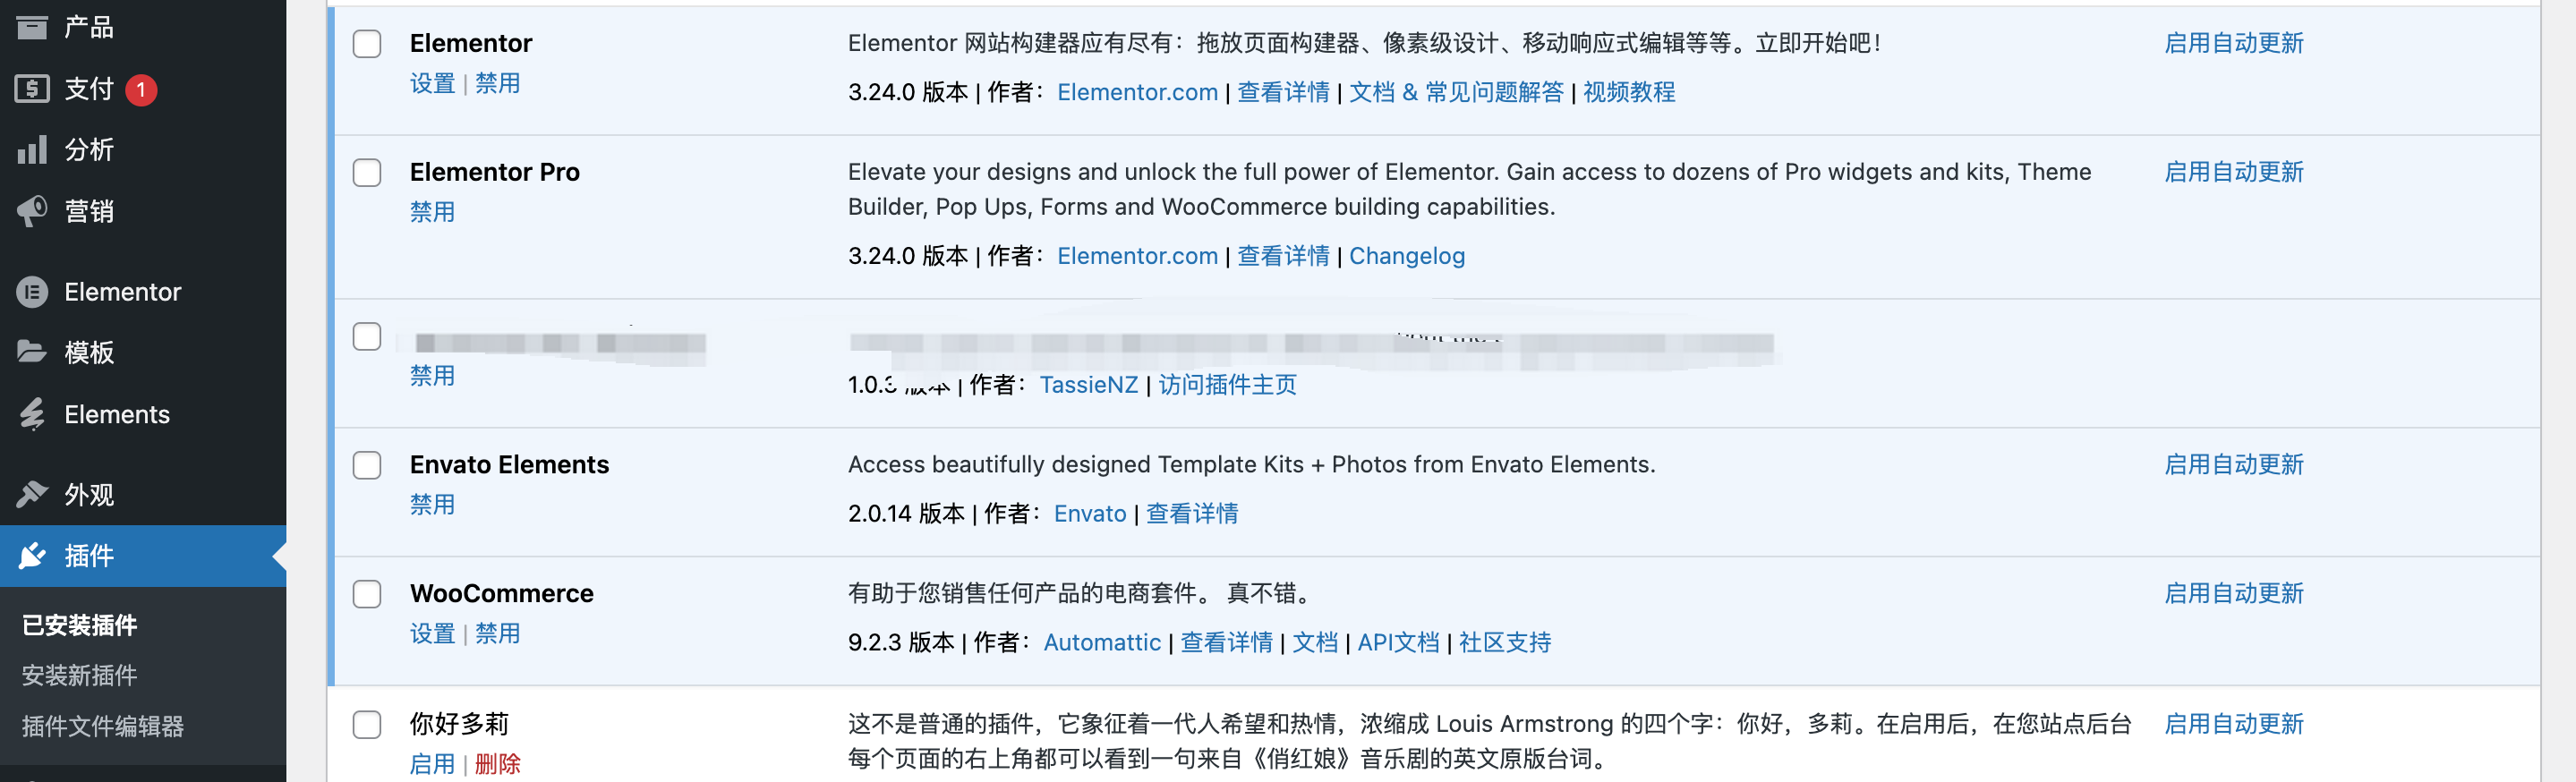 产品
支付 1
分析
营销
Elementor
模板
Elements
外观
插件
已安装插件
安装新插件
插件文件编辑器
Elementor
设置 | 禁用
Elementor 网站构建器应有尽有：拖放页面构建器、像素级设计、移动响应式编辑等等。立即开始吧！
3.24.0 版本 | 作者：Elementor.com | 查看详情 | 文档 & 常见问题解答 | 视频教程
启用自动更新
Elementor Pro
禁用
Elevate your designs and unlock the full power of Elementor. Gain access to dozens of Pro widgets and kits, Theme
Builder, Pop Ups, Forms and WooCommerce building capabilities.
3.24.0 版本 | 作者：Elementor.com | 查看详情 | Changelog
启用自动更新
禁用
1.0.3 版本 | 作者：TassieNZ | 访问插件主页
Envato Elements
禁用
Access beautifully designed Template Kits + Photos from Envato Elements.
2.0.14 版本 | 作者：Envato | 查看详情
启用自动更新
WooCommerce
设置 | 禁用
有助于您销售任何产品的电商套件。 真不错。
9.2.3 版本 | 作者：Automattic | 查看详情 | 文档 | API文档 | 社区支持
启用自动更新
你好多莉
启用 | 删除
这不是普通的插件，它象征着一代人希望和热情，浓缩成 Louis Armstrong 的四个字：你好，多莉。在启用后，在您站点后台
每个页面的右上角都可以看到一句来自《俏红娘》音乐剧的英文原版台词。
启用自动更新